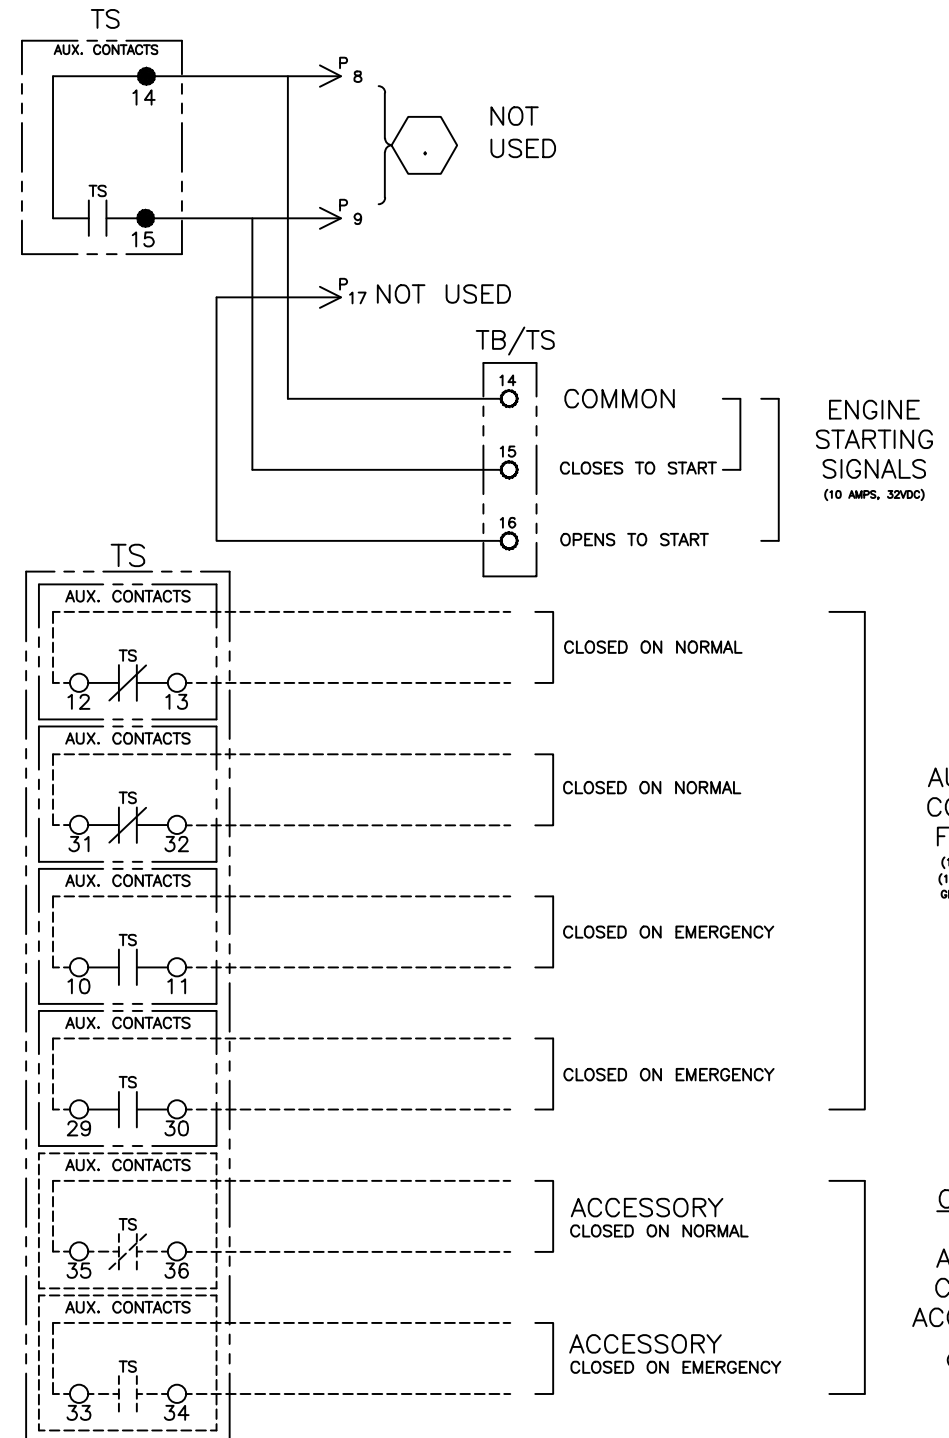 TS
AUX. CONTACTS
14
P
8
NOT
USED
TS
15
P
9
P
17 NOT USED
TB/TS
14
COMMON
15
CLOSES TO START
16
OPENS TO START
ENGINE
STARTING
SIGNALS
(10 AMPS, 32VDC)
TS
AUX. CONTACTS
TS
12 13
CLOSED ON NORMAL
AUX. CONTACTS
TS
31 32
CLOSED ON NORMAL
AUX. CONTACTS
TS
10 11
CLOSED ON EMERGENCY
AUX. CONTACTS
TS
29 30
CLOSED ON EMERGENCY
AUX. CONTACTS
TS
35 36
ACCESSORY
CLOSED ON NORMAL
AUX. CONTACTS
TS
33 34
ACCESSORY
CLOSED ON EMERGENCY